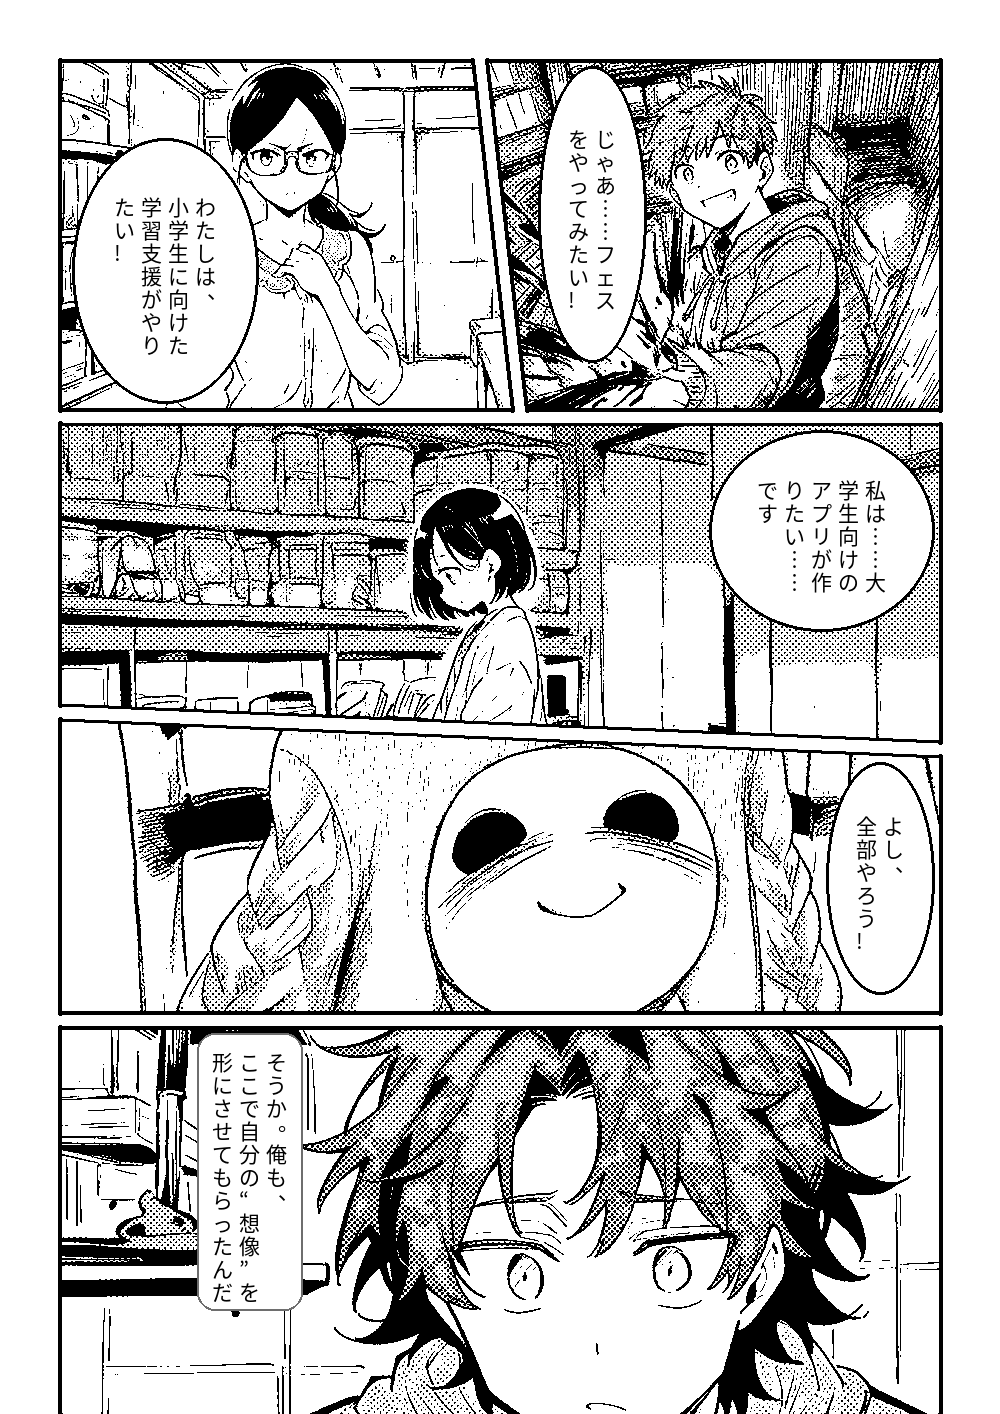 じゃあ……フェス
をやってみたい！
わたしは、
小学生に向けた
学習支援がやり
たい！
私は……大
学生向けの
アプリが作
りたい……
です
よし、
全部やろう！
そうか。俺も、
ここで自分の“想像”を
形にさせてもらったんだ